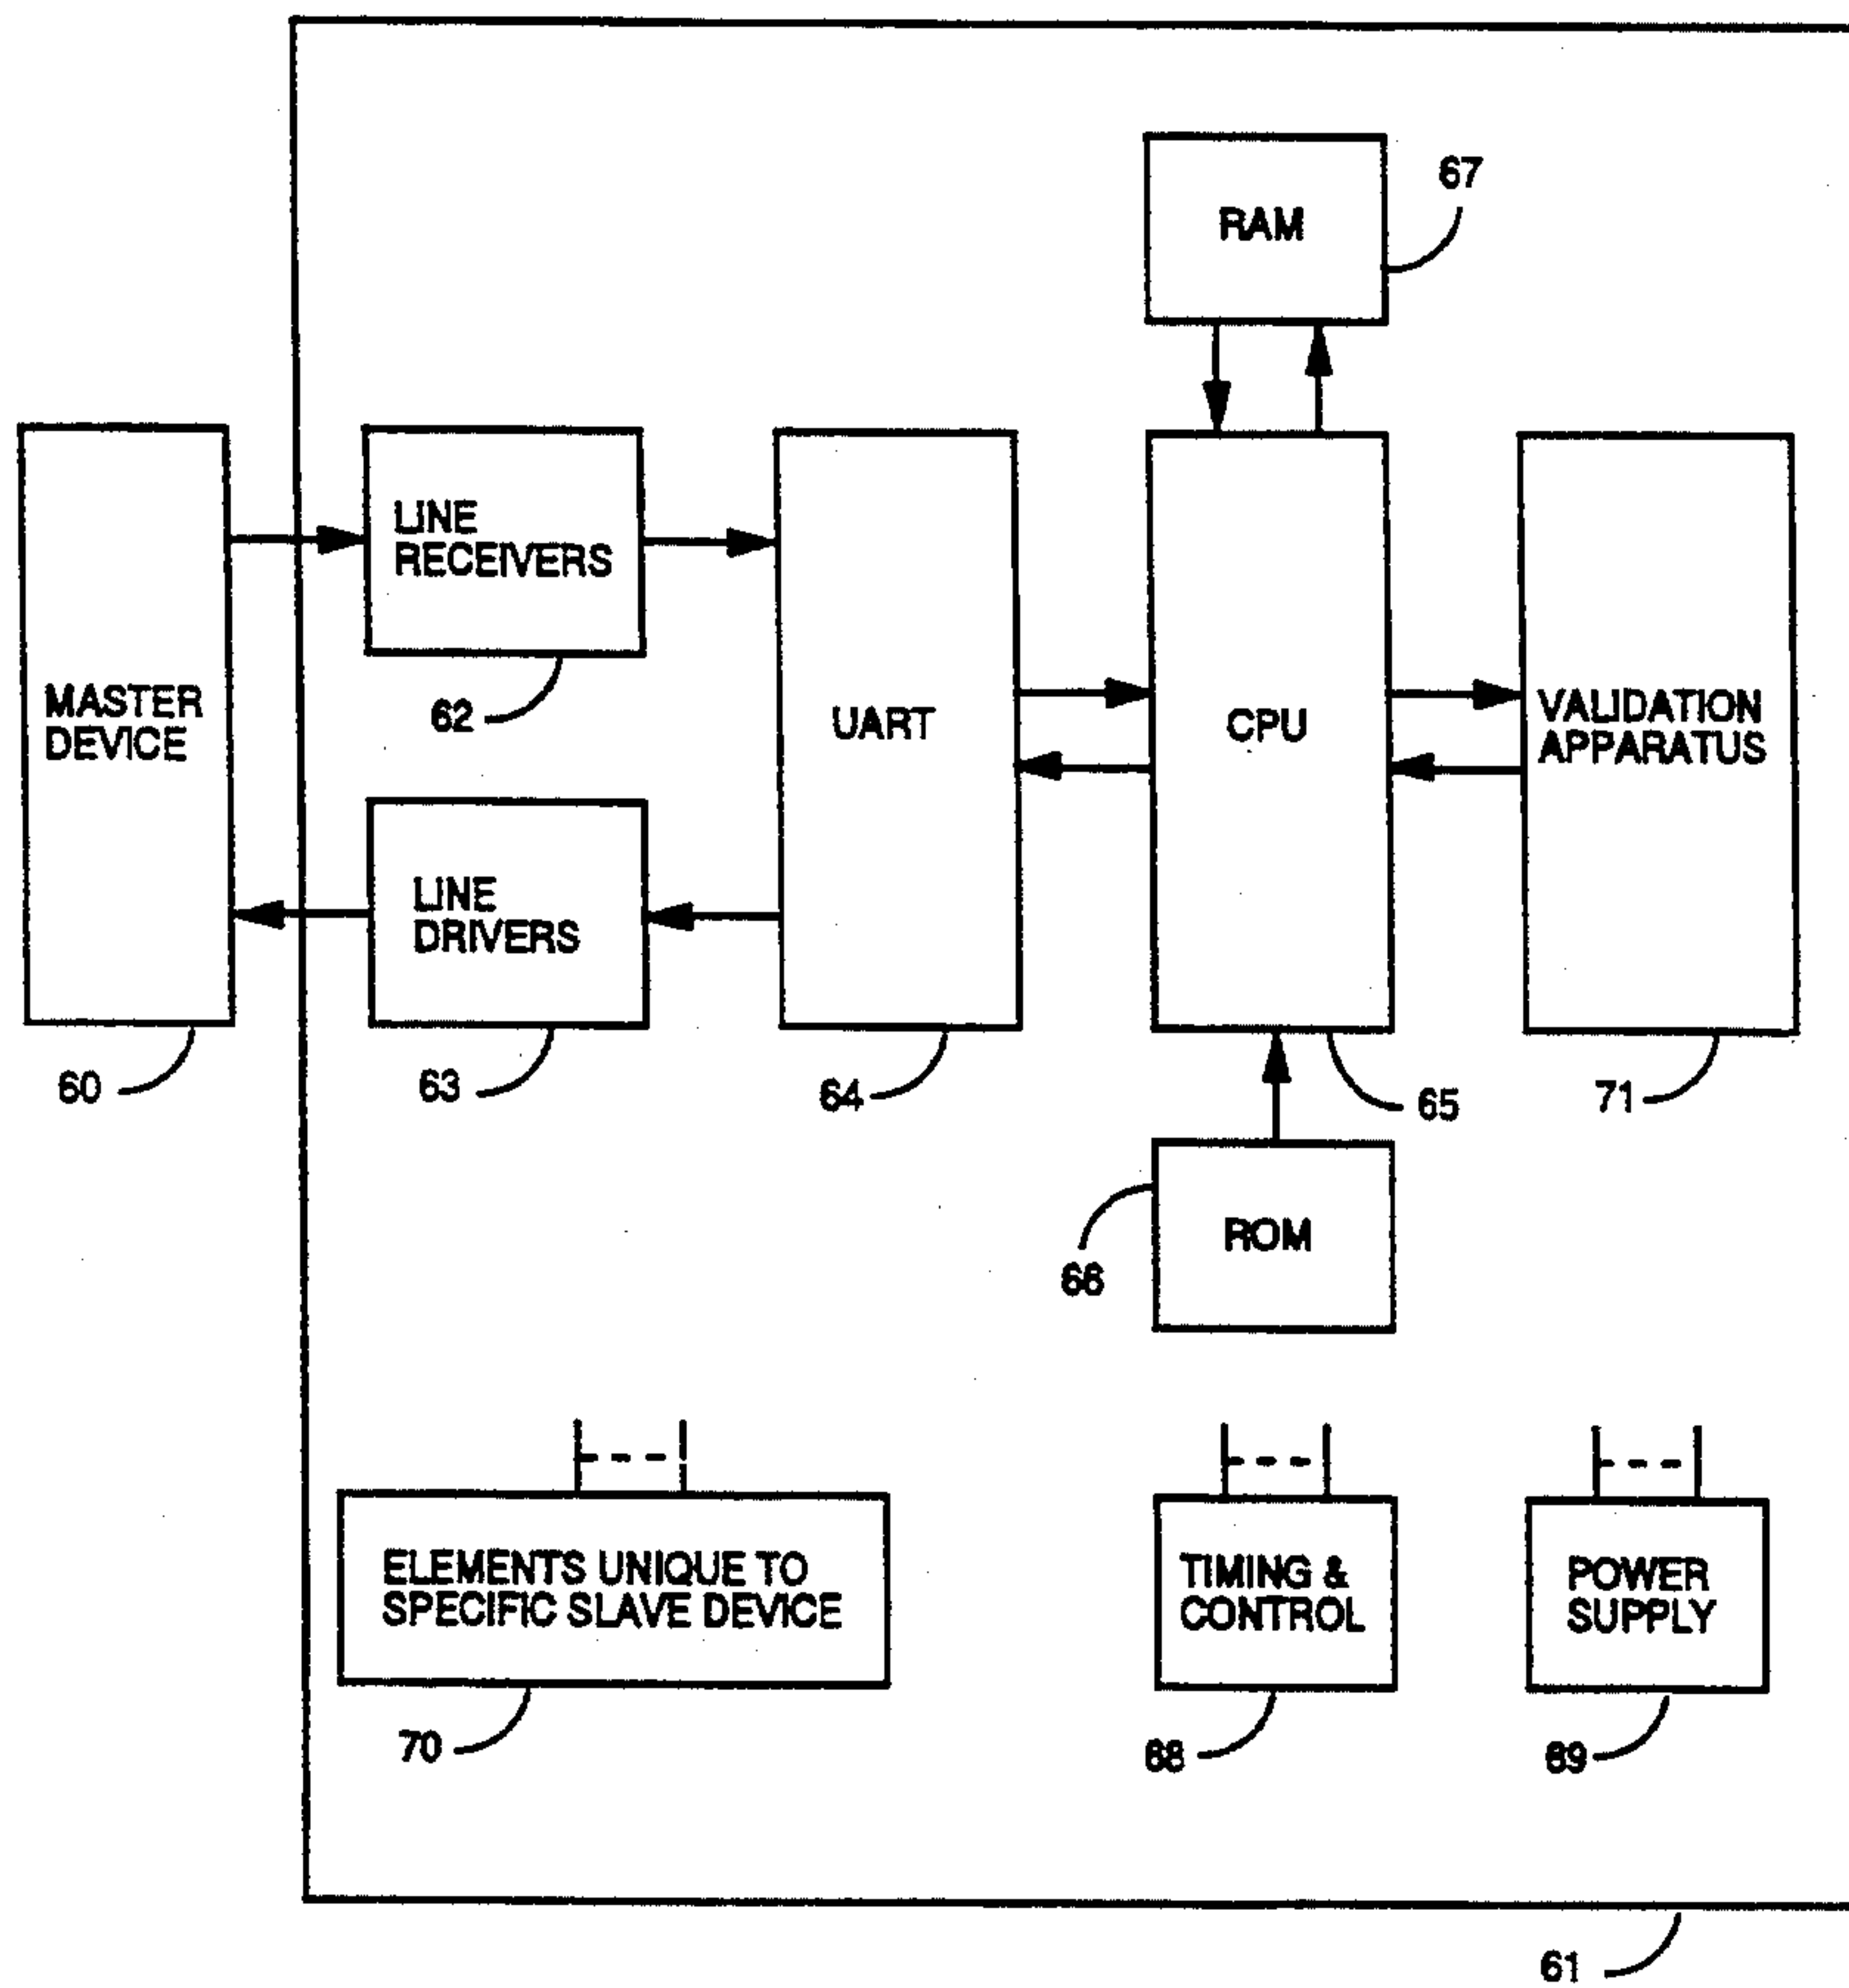 RAM
67
LINE
RECEIVERS
62
MASTER
DEVICE
UART
CPU
VALIDATION
APPARATUS
LINE
DRIVERS
60
63
64
65
71
ROM
66
ELEMENTS UNIQUE TO
SPECIFIC SLAVE DEVICE
TIMING &
CONTROL
POWER
SUPPLY
70
68
69
61